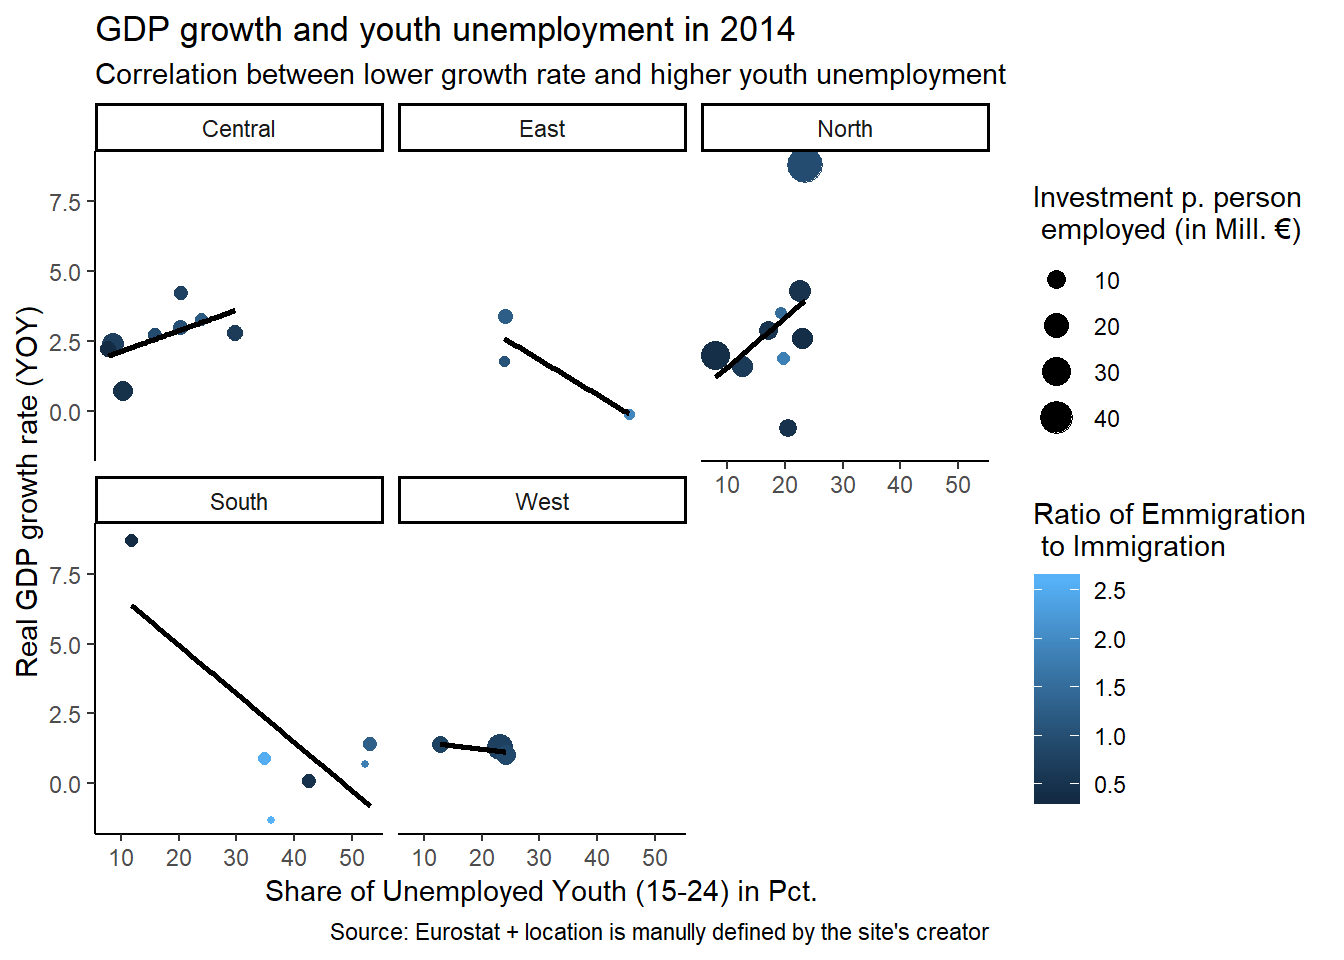 GDP growth and youth unemployment in 2014
Correlation between lower growth rate and higher youth unemployment
Central
East
North
7.5
5.0
2.5
0.0
10 20 30 40 50
South
West
7.5
5.0
2.5
0.0
10 20 30 40 50
10 20 30 40 50
Real GDP growth rate (YOY)
Share of Unemployed Youth (15-24) in Pct.
Source: Eurostat + location is manully defined by the site's creator
Investment p. person
employed (in Mill. €)
10
20
30
40
Ratio of Emmigration
to Immigration
2.5
2.0
1.5
1.0
0.5